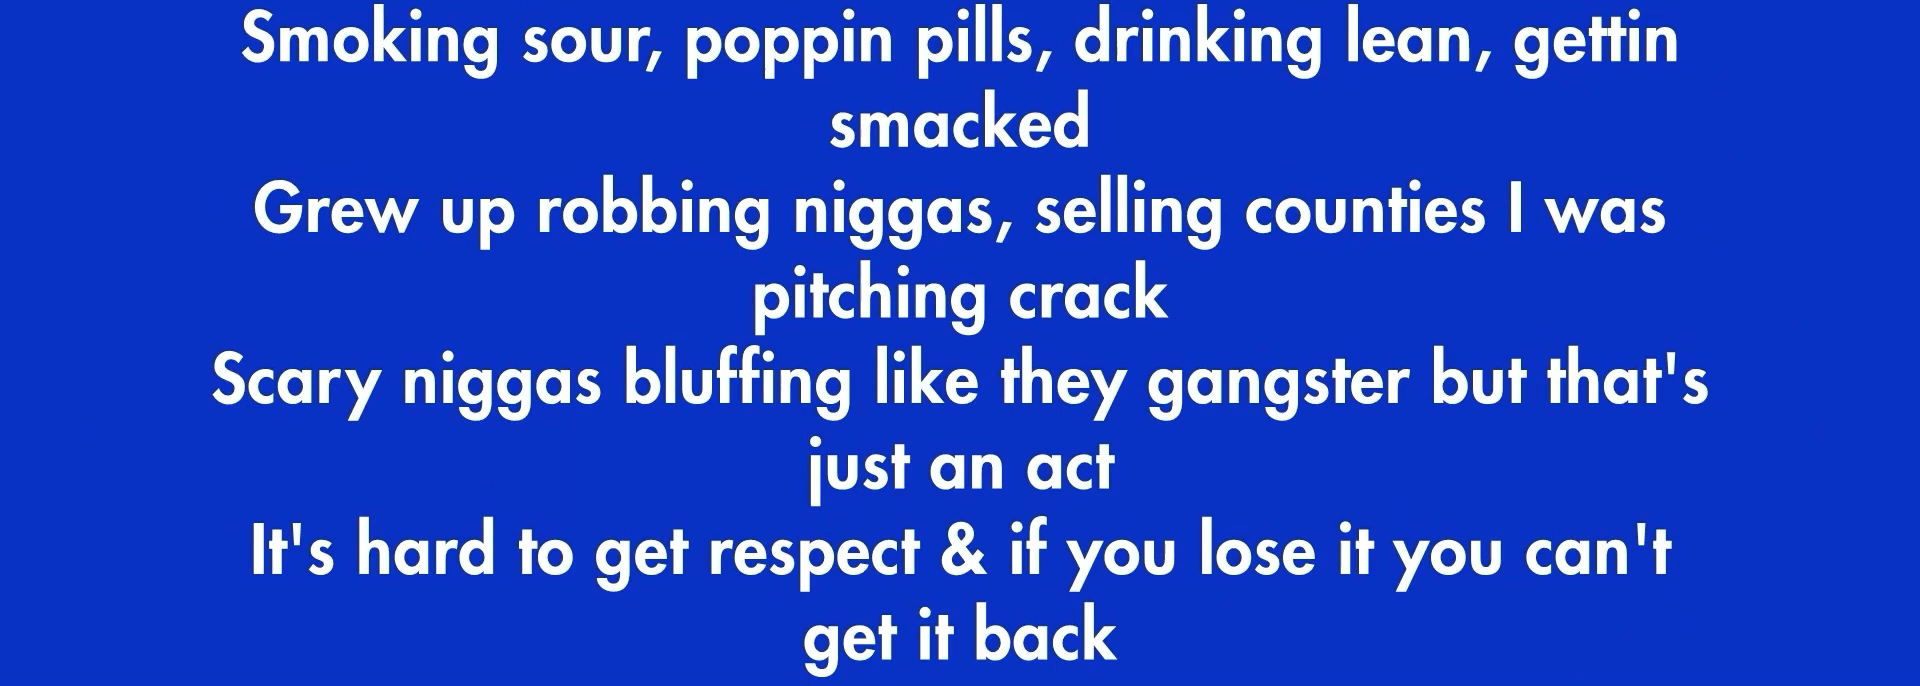 Smoking sour, poppin pills, drinking lean, gettin
smacked
Grew up robbing niggas, selling counties I was
pitching crack
Scary niggas bluffing like they gangster but that's
just an act
It's hard to get respect & if you lose it you can't
get it back